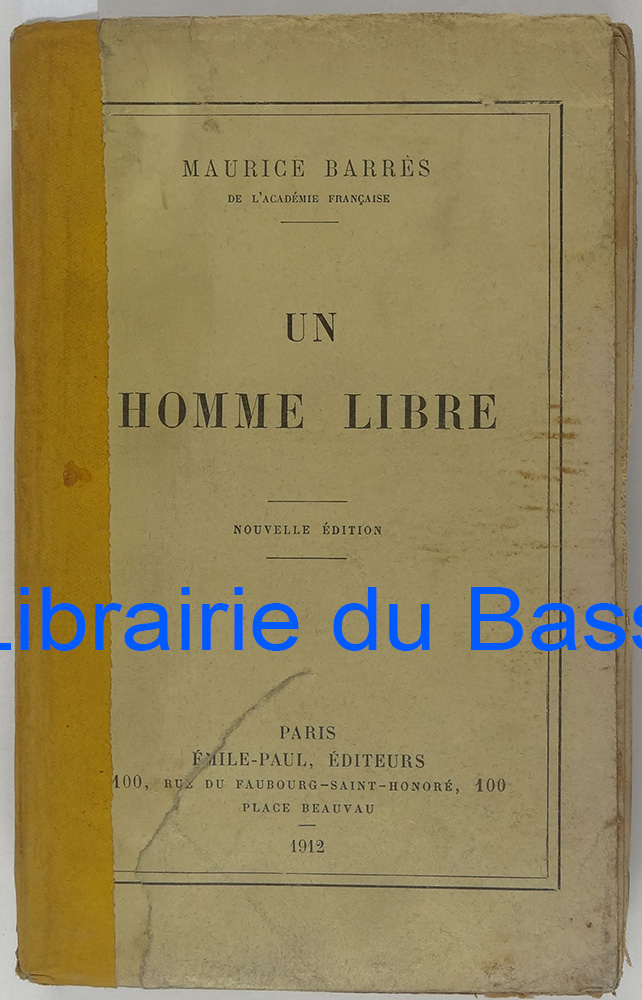 MAURICE BARRÈS
DE L'ACADÉMIE FRANÇAISE
UN
HOMME LIBRE
NOUVELLE ÉDITION
Librairie du Bass
PARIS
ÉMILE-PAUL, ÉDITEURS
100, RUE DU FAUBOURG-SAINT-HONORÉ, 100
PLACE BEAUVAU
1912